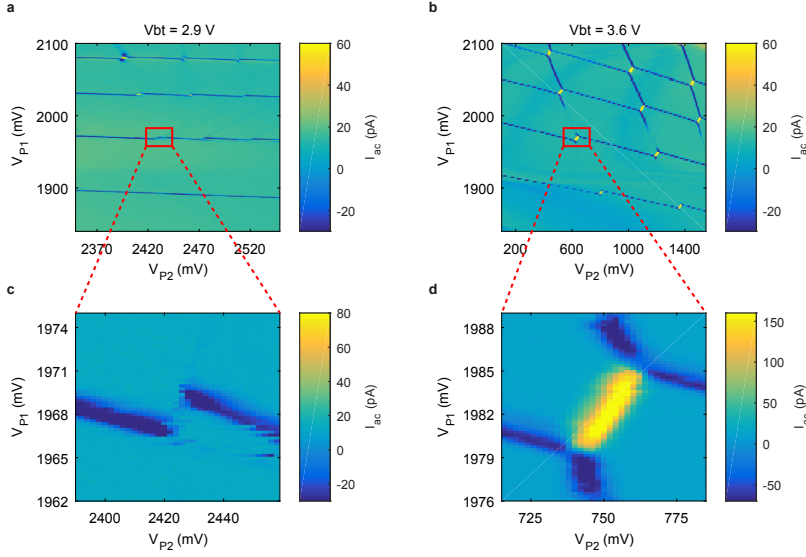 a
Vbt = 2.9 V
2100
2000
1900
V_P1 (mV)
2370 2420 2470 2520
V_P2 (mV)
60
40
20
0
-20
I_ac (pA)
b
Vbt = 3.6 V
2100
2000
1900
V_P1 (mV)
200 600 1000 1400
V_P2 (mV)
60
40
20
0
-20
I_ac (pA)
c
1974
1971
1968
1965
1962
V_P1 (mV)
2400 2420 2440
V_P2 (mV)
80
60
40
20
0
-20
I_ac (pA)
d
1988
1985
1982
1979
1976
V_P1 (mV)
725 750 775
V_P2 (mV)
150
100
50
0
-50
I_ac (pA)